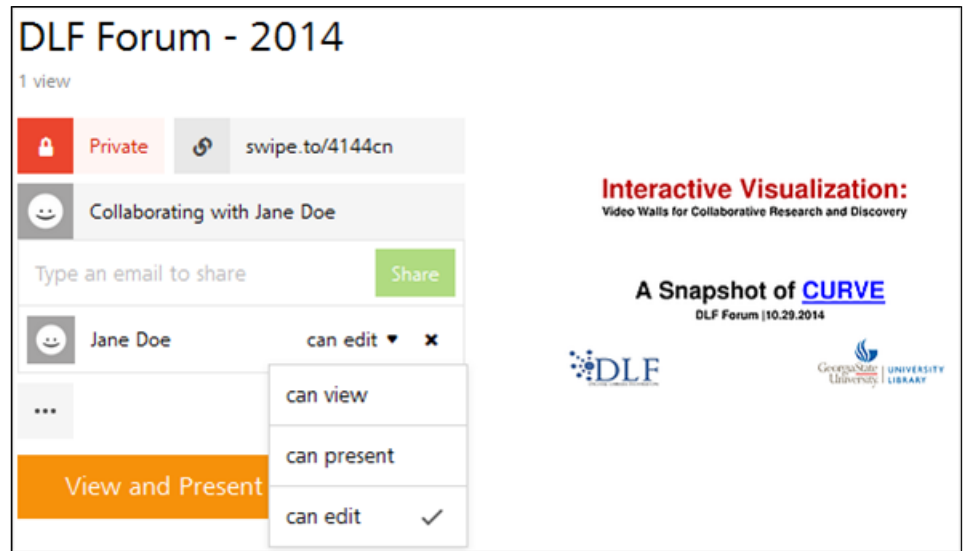 DLF Forum - 2014
1 view
Private
swipe.to/4144cn
Collaborating with Jane Doe
Type an email to share
Share
Jane Doe
can edit
can view
can present
can edit
View and Present
Interactive Visualization:
Video Walls for Collaborative Research and Discovery
A Snapshot of CURVE
DLF Forum |10.29.2014
DLF
GeorgiaState University
UNIVERSITY LIBRARY